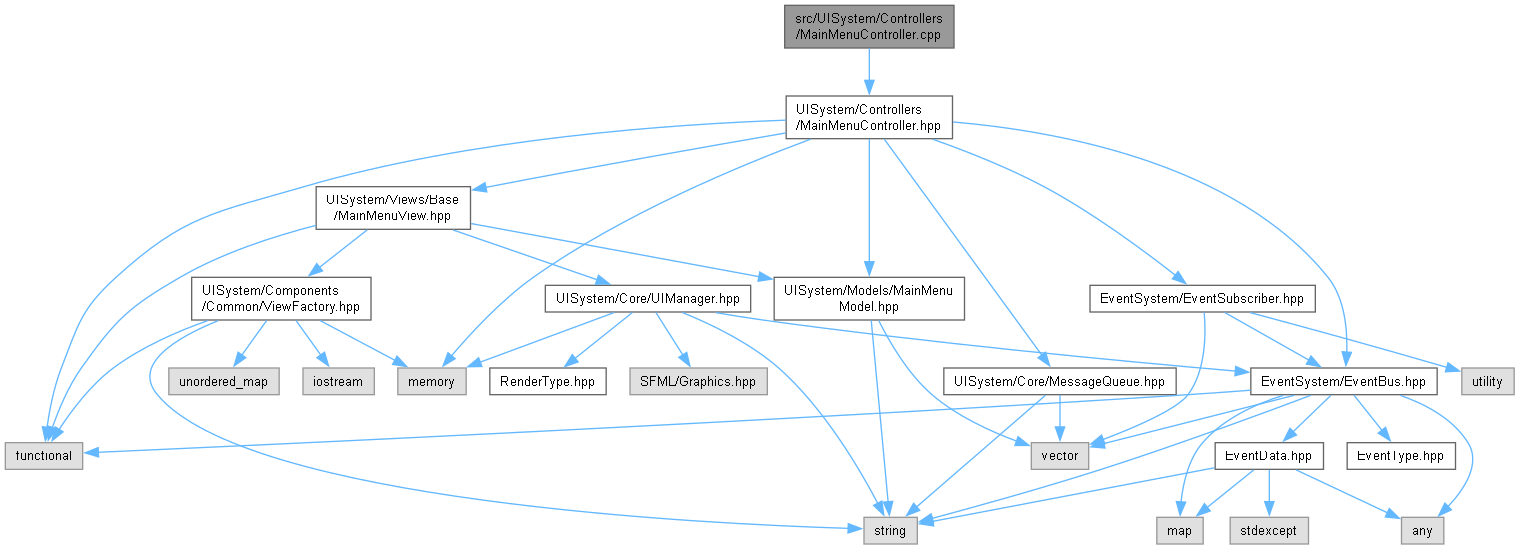 src/UISystem/Controllers
/MainMenuController.cpp
UISystem/Controllers
/MainMenuController.hpp
UISystem/Views/Base
/MainMenuView.hpp
UISystem/Components
/Common/ViewFactory.hpp
UISystem/Core/UIManager.hpp
UISystem/Models/MainMenu
Model.hpp
EventSystem/EventSubscriber.hpp
unordered_map
iostream
memory
RenderType.hpp
SFML/Graphics.hpp
UISystem/Core/MessageQueue.hpp
EventSystem/EventBus.hpp
utility
functional
vector
EventData.hpp
EventType.hpp
string
map
stdexcept
any